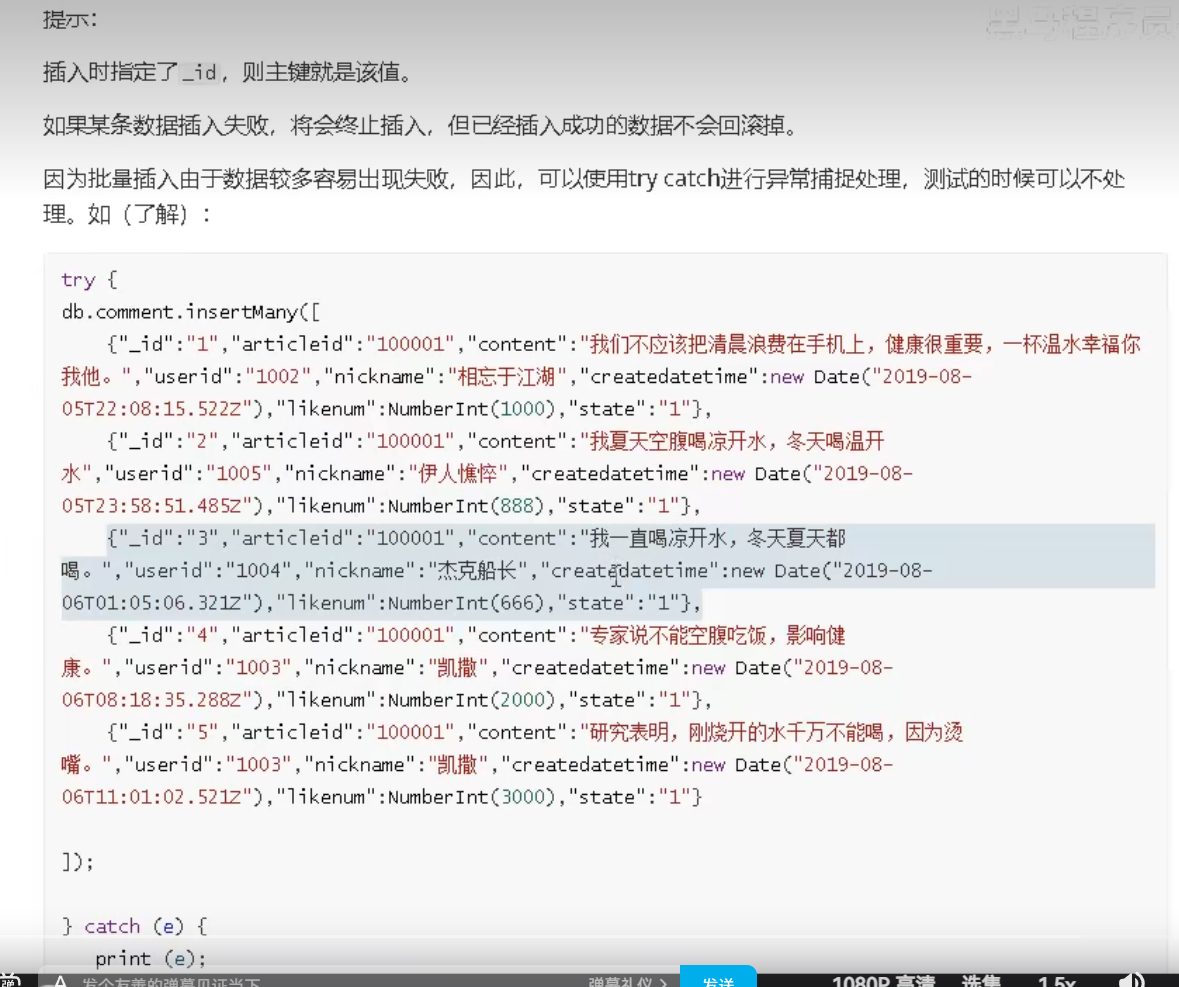 黑马程序员
提示：
插入时指定了 _id ，则主键就是该值。
如果某条数据插入失败，将会终止插入，但已经插入成功的数据不会回滚掉。
因为批量插入由于数据较多容易出现失败，因此，可以使用try catch进行异常捕捉处理，测试的时候可以不处
理。如（了解）：
try {
db.comment.insertMany([
{"_id":"1","articleid":"100001","content":"我们不应该把清晨浪费在手机上，健康很重要，一杯温水幸福你
我他。","userid":"1002","nickname":"相忘于江湖","createdatetime":new Date("2019-08-
05T22:08:15.522Z"),"likenum":NumberInt(1000),"state":"1"},
{"_id":"2","articleid":"100001","content":"我夏天空腹喝凉开水，冬天喝温开
水","userid":"1005","nickname":"伊人憔悴","createdatetime":new Date("2019-08-
05T23:58:51.485Z"),"likenum":NumberInt(888),"state":"1"},
{"_id":"3","articleid":"100001","content":"我一直喝凉开水，冬天夏天都
喝。","userid":"1004","nickname":"杰克船长","createdatetime":new Date("2019-08-
06T01:05:06.321Z"),"likenum":NumberInt(666),"state":"1"},
{"_id":"4","articleid":"100001","content":"专家说不能空腹吃饭，影响健
康。","userid":"1003","nickname":"凯撒","createdatetime":new Date("2019-08-
06T08:18:35.288Z"),"likenum":NumberInt(2000),"state":"1"},
{"_id":"5","articleid":"100001","content":"研究表明，刚烧开的水千万不能喝，因为烫
嘴。","userid":"1003","nickname":"凯撒","createdatetime":new Date("2019-08-
06T11:01:02.521Z"),"likenum":NumberInt(3000),"state":"1"}
]);
} catch (e) {
print (e);
弹 A 发个友善的弹幕见证当下 弹幕礼仪 > 发送 1080P 高清 选集 1.5x